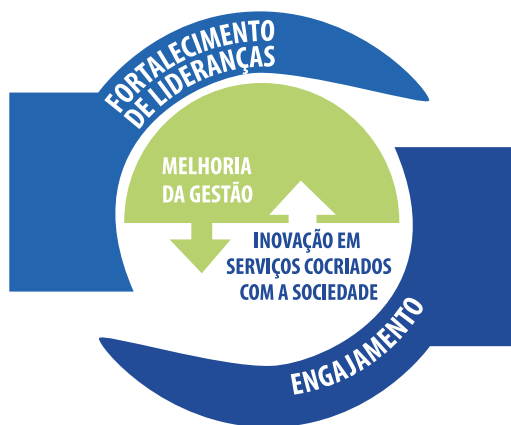 FORTALECIMENTO
DE LIDERANÇAS
MELHORIA
DA GESTÃO
INOVAÇÃO EM
SERVIÇOS COCRIADOS
COM A SOCIEDADE
ENGAJAMENTO